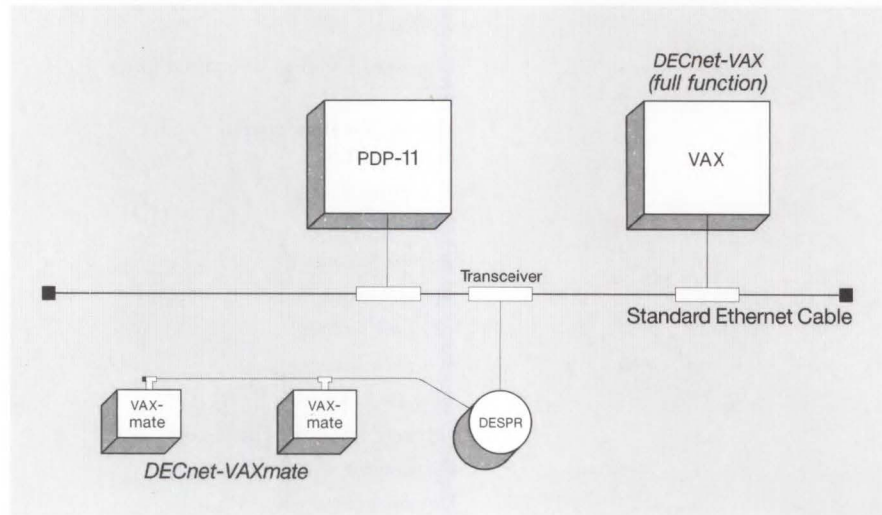 DECnet-VAX
(full function)
PDP-11
VAX
Transceiver
Standard Ethernet Cable
VAX-
mate
VAX-
mate
DESPR
DECnet-VAXmate